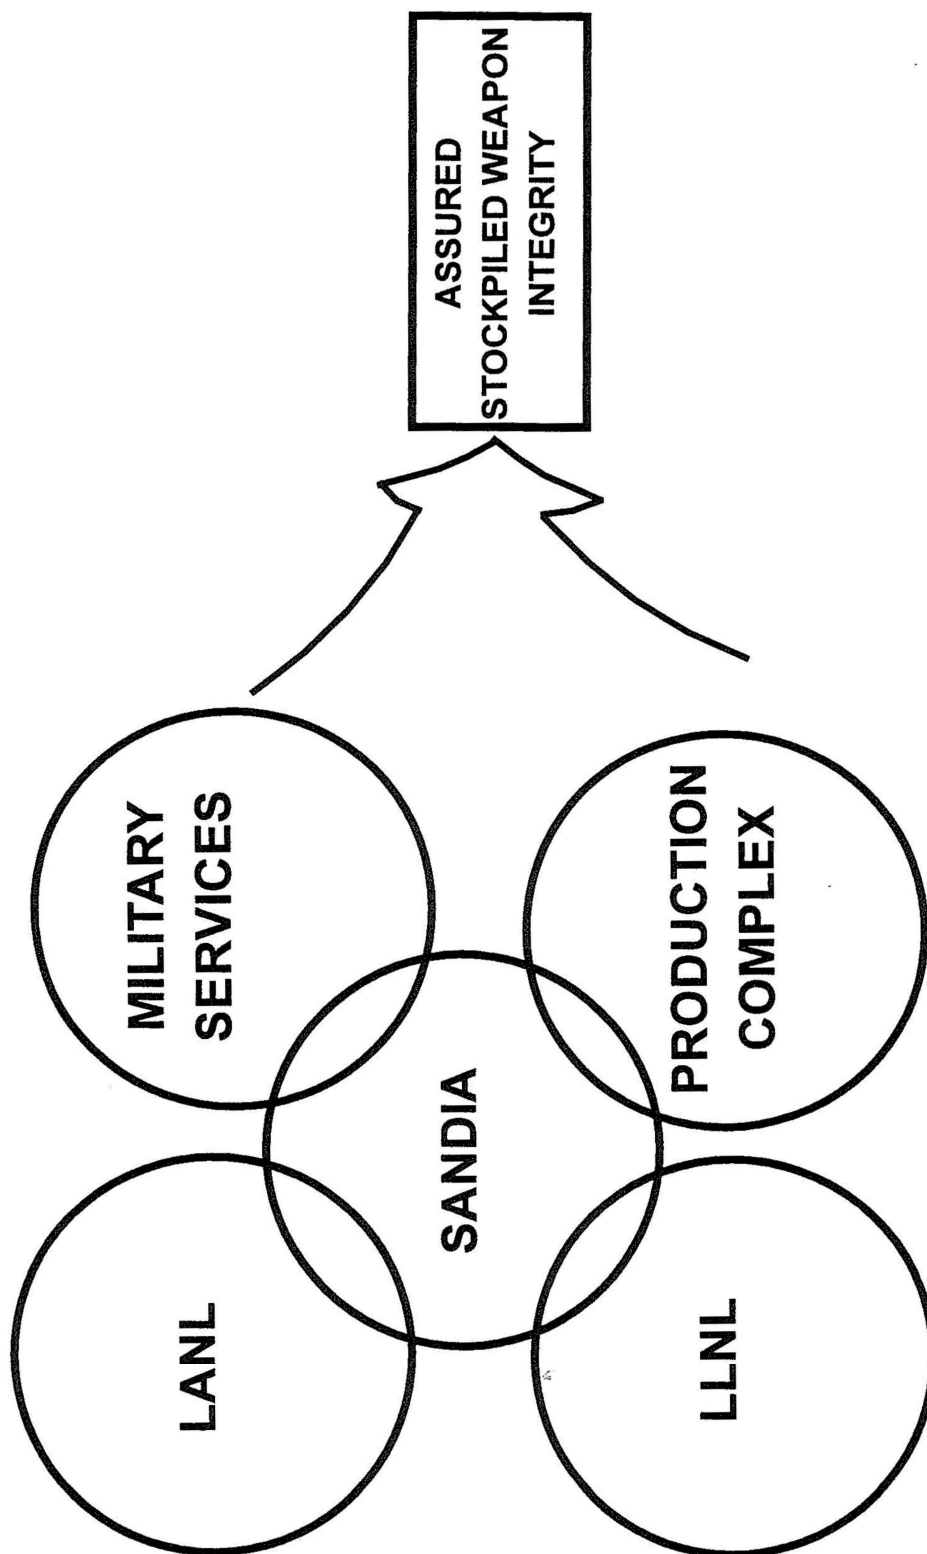 LANL
MILITARY
SERVICES
SANDIA
LLNL
PRODUCTION
COMPLEX
ASSURED
STOCKPILED WEAPON
INTEGRITY